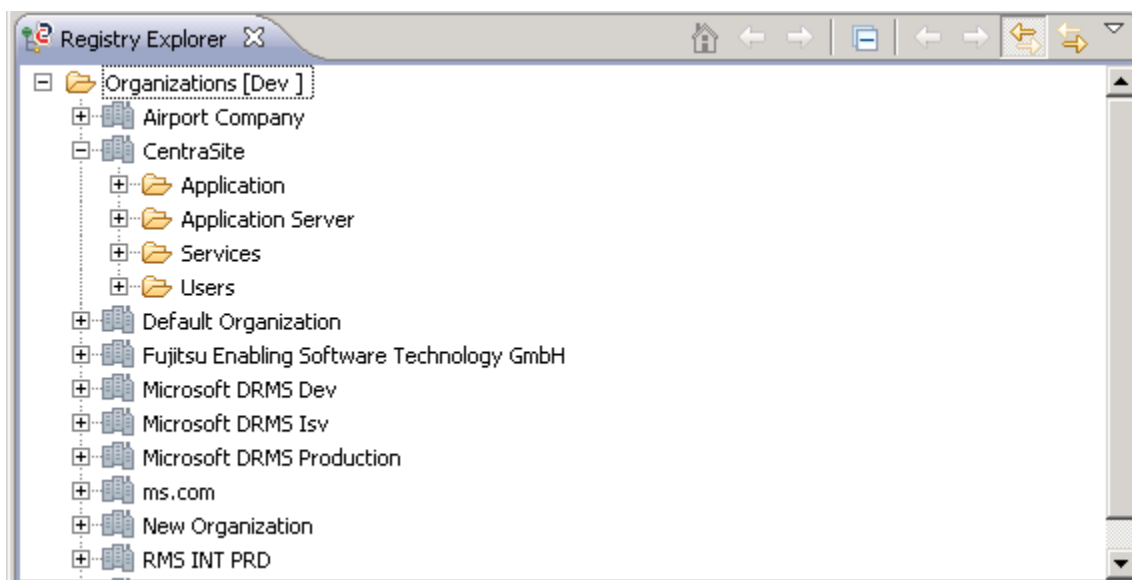 Registry Explorer
Organizations [Dev ]
Airport Company
CentraSite
Application
Application Server
Services
Users
Default Organization
Fujitsu Enabling Software Technology GmbH
Microsoft DRMS Dev
Microsoft DRMS Isv
Microsoft DRMS Production
ms.com
New Organization
RMS INT PRD